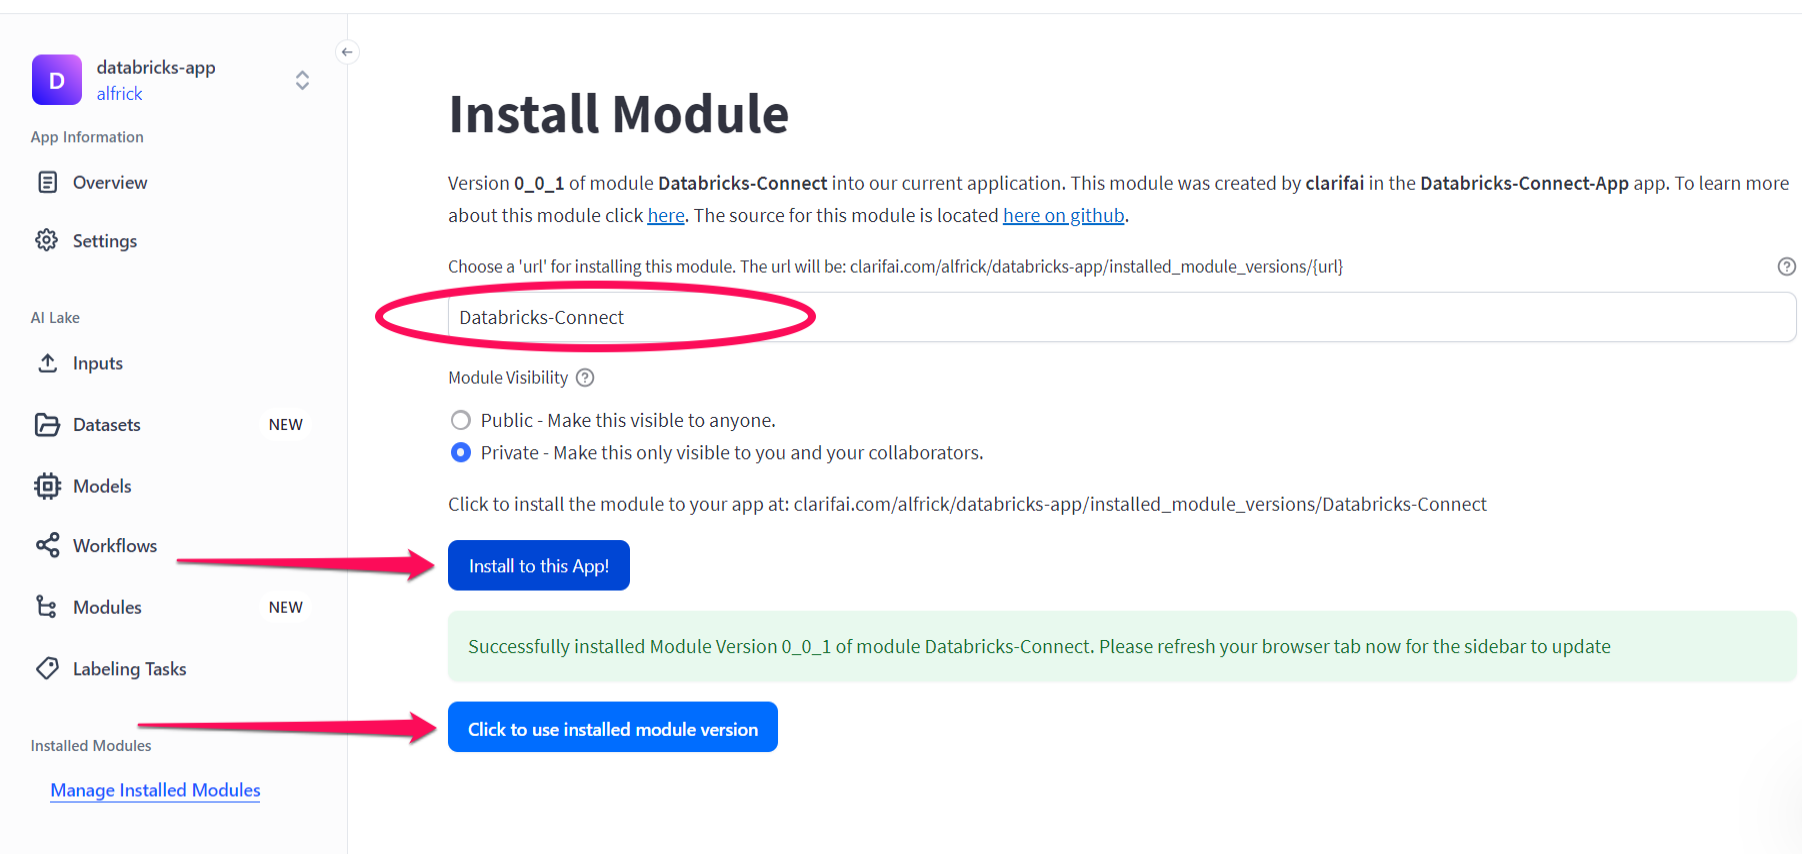 D
databricks-app
alfrick
App Information
Overview
Settings
AI Lake
Inputs
Datasets NEW
Models
Workflows
Modules NEW
Labeling Tasks
Installed Modules
Manage Installed Modules
Install Module
Version 0_0_1 of module Databricks-Connect into our current application. This module was created by clarifai in the Databricks-Connect-App app. To learn more
about this module click here. The source for this module is located here on github.
Choose a 'url' for installing this module. The url will be: clarifai.com/alfrick/databricks-app/installed_module_versions/{url}
Databricks-Connect
Module Visibility
Public - Make this visible to anyone.
Private - Make this only visible to you and your collaborators.
Click to install the module to your app at: clarifai.com/alfrick/databricks-app/installed_module_versions/Databricks-Connect
Install to this App!
Successfully installed Module Version 0_0_1 of module Databricks-Connect. Please refresh your browser tab now for the sidebar to update
Click to use installed module version